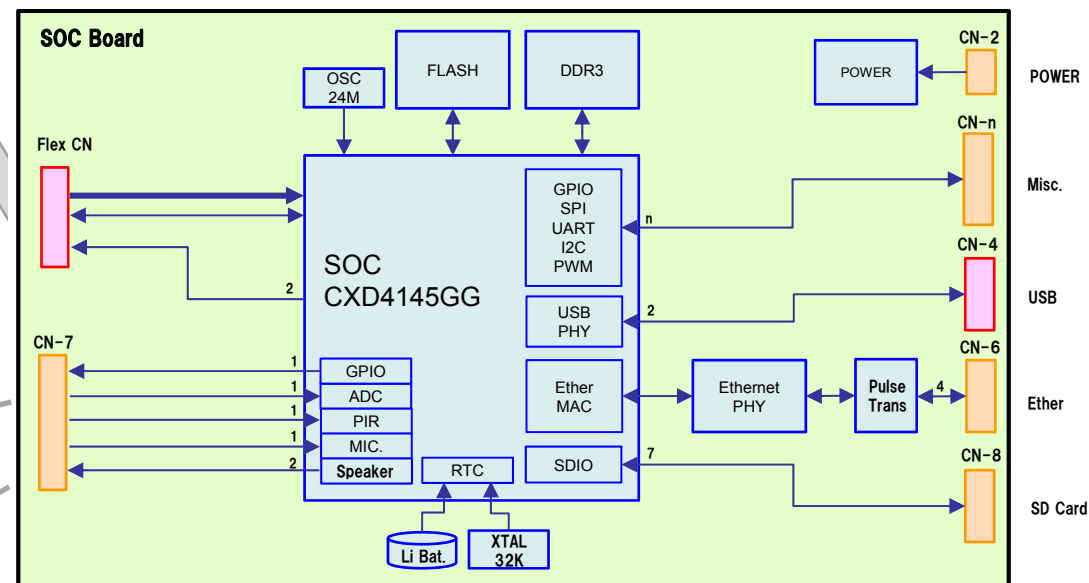 SOC Board
CN-2
OSC
24M
FLASH
DDR3
POWER
POWER
CN-n
Flex CN
GPIO
SPI
UART
I2C
PWM
n
Misc.
CN-4
SOC
CXD4145GG
2
USB
PHY
2
USB
CN-7
CN-6
1
GPIO
1
ADC
1
PIR
1
MIC.
2
Speaker
Ether
MAC
Ethernet
PHY
Pulse
Trans
4
Ether
CN-8
RTC
SDIO
7
SD Card
Li Bat.
XTAL
32K